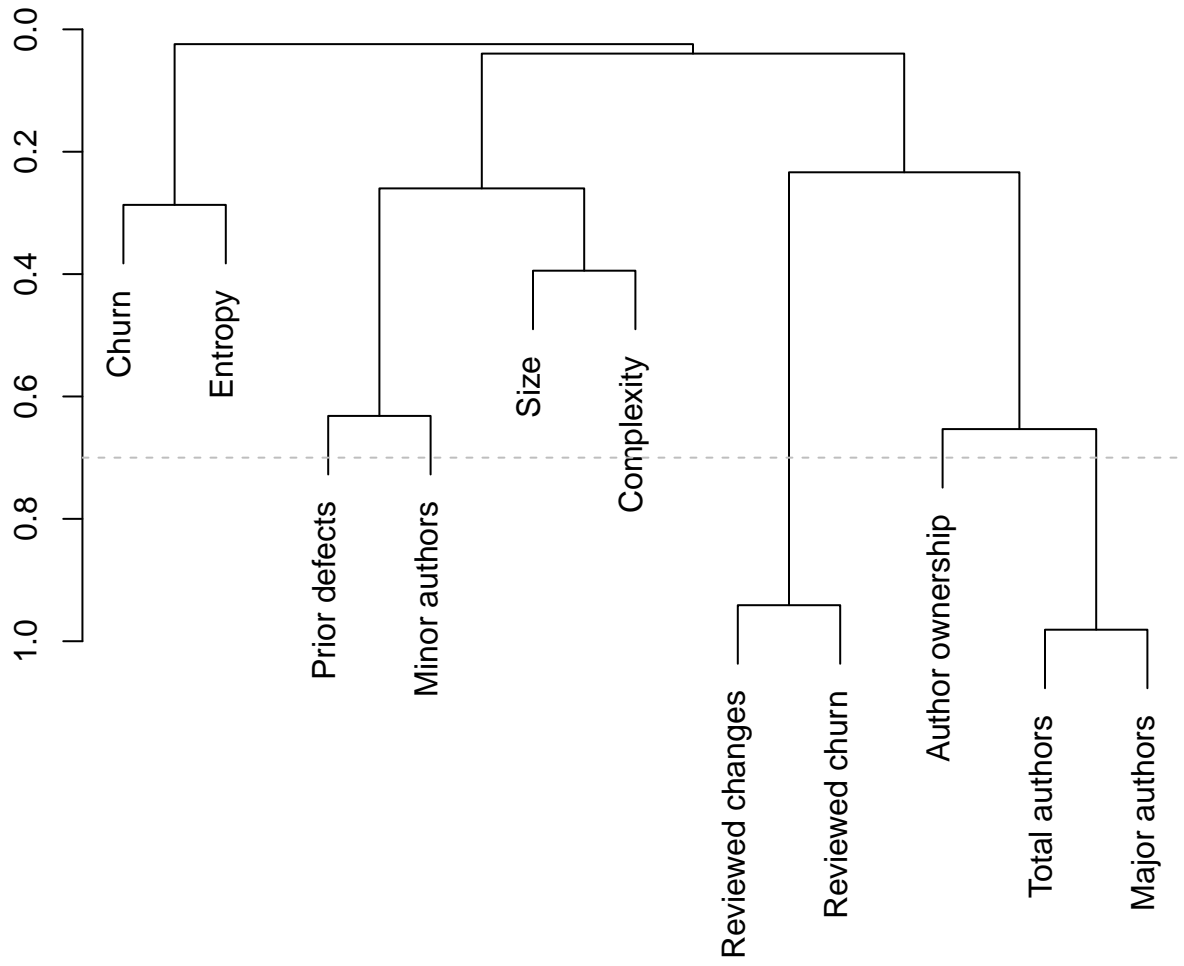 0.0
0.2
0.4
0.6
0.8
1.0
Churn
Entropy
Prior defects
Minor authors
Size
Complexity
Reviewed changes
Reviewed churn
Author ownership
Total authors
Major authors